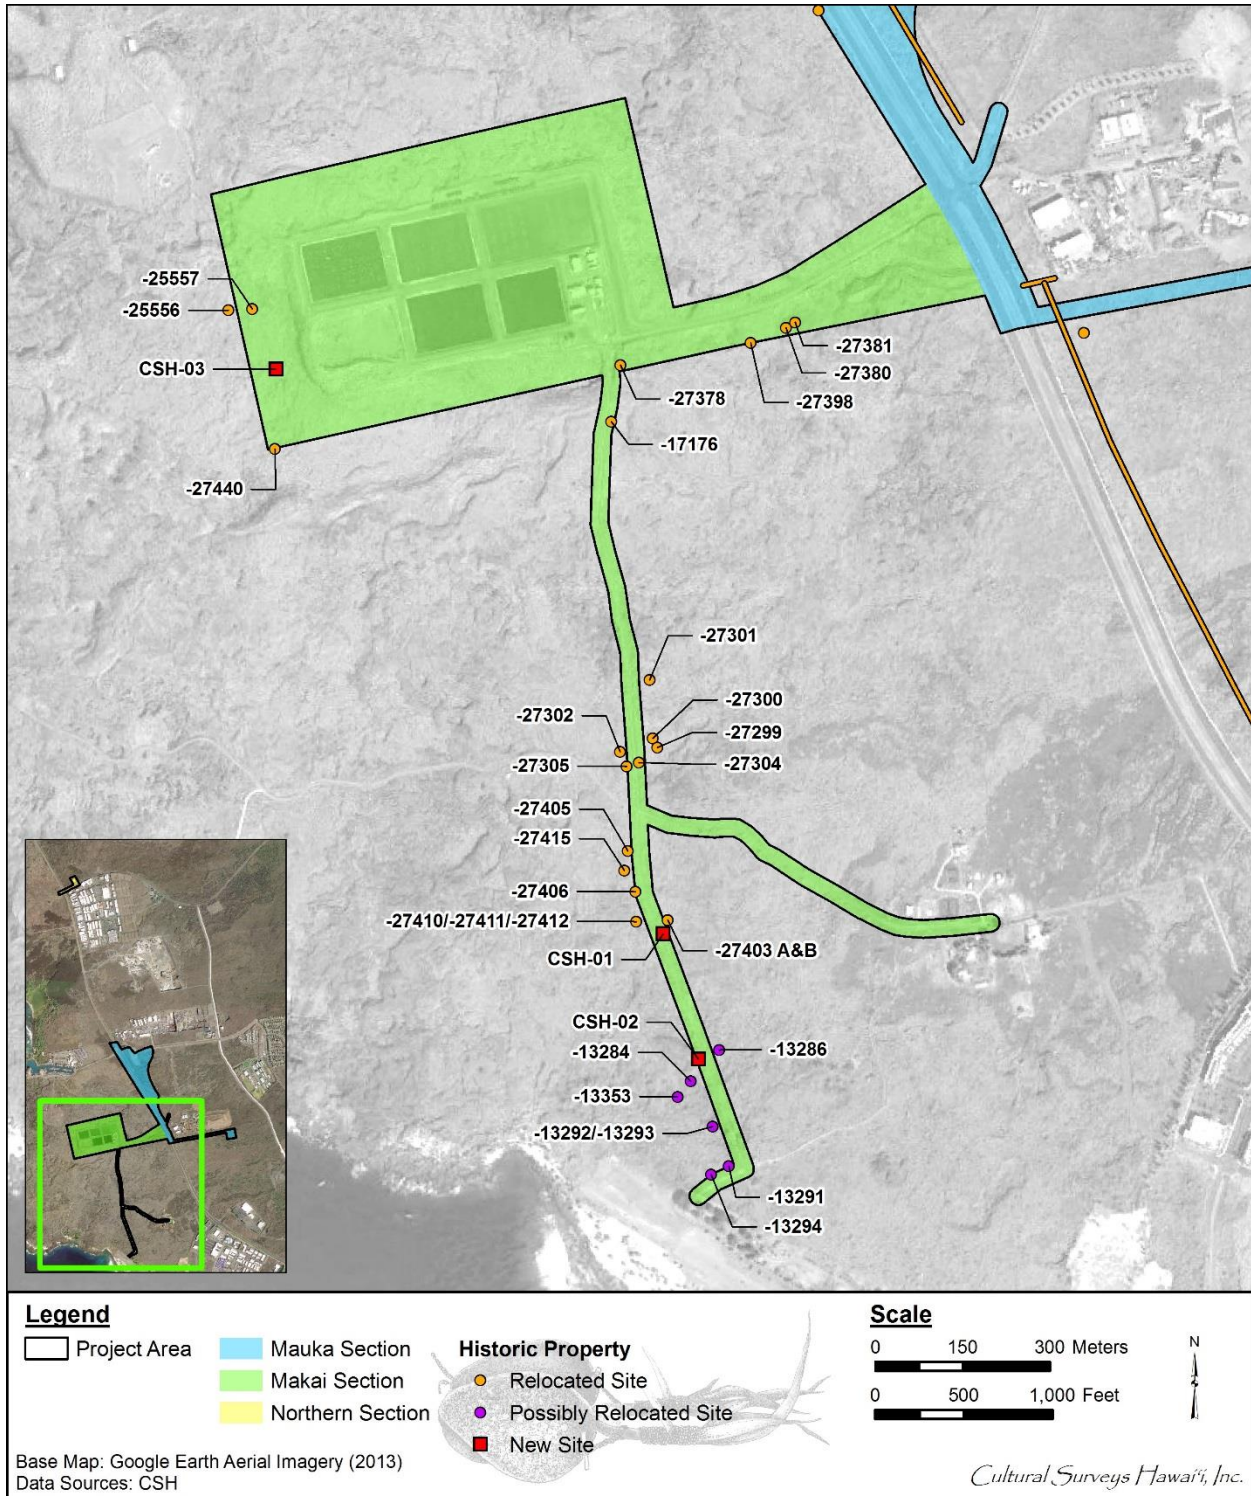 -25557
-25556
CSH-03
-27381
-27380
-27398
-27378
-17176
-27440
-27301
-27300
-27302
-27299
-27305
-27304
-27405
-27415
-27406
-27410/-27411/-27412
-27403 A&B
CSH-01
CSH-02
-13284
-13286
-13353
-13292/-13293
-13291
-13294
Legend
Project Area
Mauka Section
Makai Section
Northern Section
Historic Property
Relocated Site
Possibly Relocated Site
New Site
Scale
0 150 300 Meters
0 500 1,000 Feet
N
Base Map: Google Earth Aerial Imagery (2013)
Data Sources: CSH
Cultural Surveys Hawaiʻi, Inc.